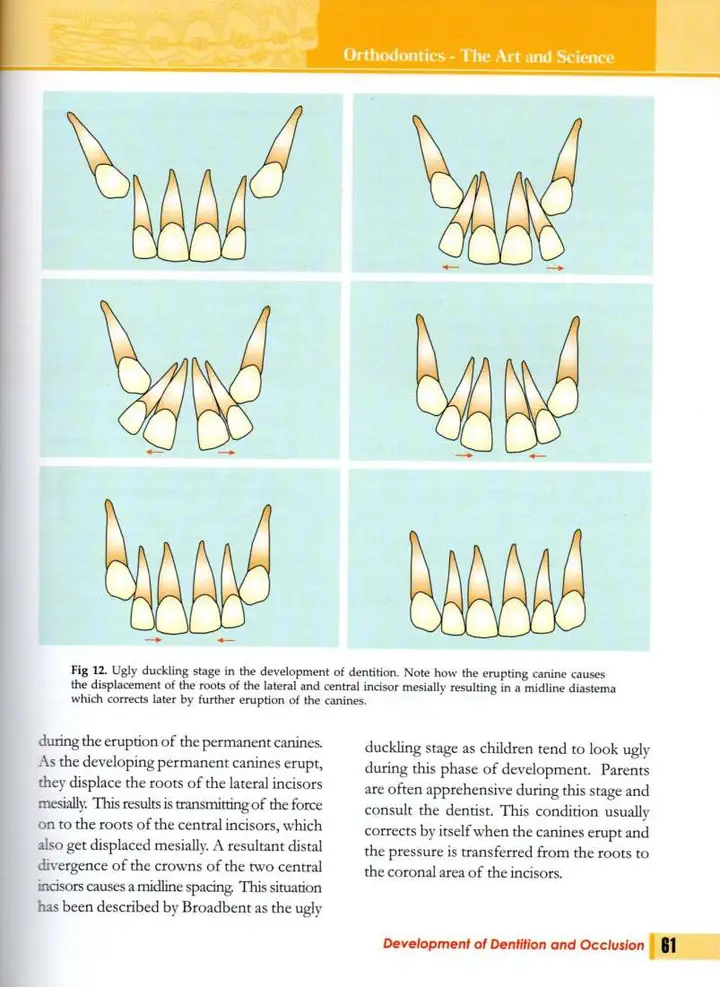 Orthodontics - The Art and Science
Fig 12. Ugly duckling stage in the development of dentition. Note how the erupting canine causes
the displacement of the roots of the lateral and central incisor mesially resulting in a midline diastema
which corrects later by further eruption of the canines.
during the eruption of the permanent canines.
As the developing permanent canines erupt,
they displace the roots of the lateral incisors
mesially. This results is transmitting of the force
on to the roots of the central incisors, which
also get displaced mesially. A resultant distal
divergence of the crowns of the two central
incisors causes a midline spacing. This situation
has been described by Broadbent as the ugly
duckling stage as children tend to look ugly
during this phase of development. Parents
are often apprehensive during this stage and
consult the dentist. This condition usually
corrects by itself when the canines erupt and
the pressure is transferred from the roots to
the coronal area of the incisors.
Development of Dentition and Occlusion 61